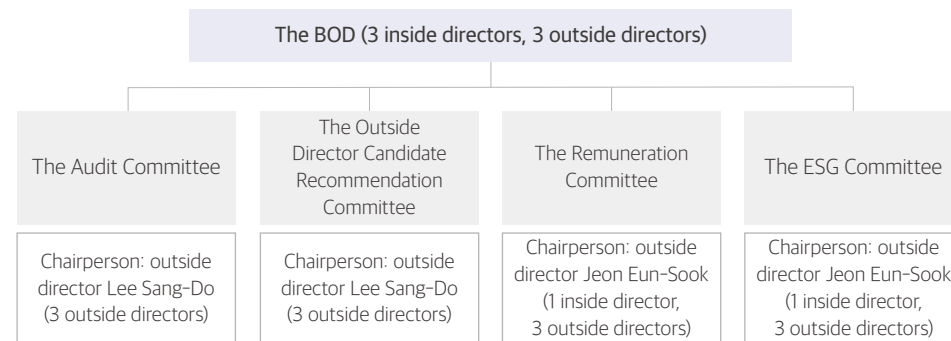 The BOD (3 inside directors, 3 outside directors)
The Audit Committee
The Outside
Director Candidate
Recommendation
Committee
The Remuneration
Committee
The ESG Committee
Chairperson: outside
director Lee Sang-Do
(3 outside directors)
Chairperson: outside
director Lee Sang-Do
(3 outside directors)
Chairperson: outside
director Jeon Eun-Sook
(1 inside director,
3 outside directors)
Chairperson: outside
director Jeon Eun-Sook
(1 inside director,
3 outside directors)